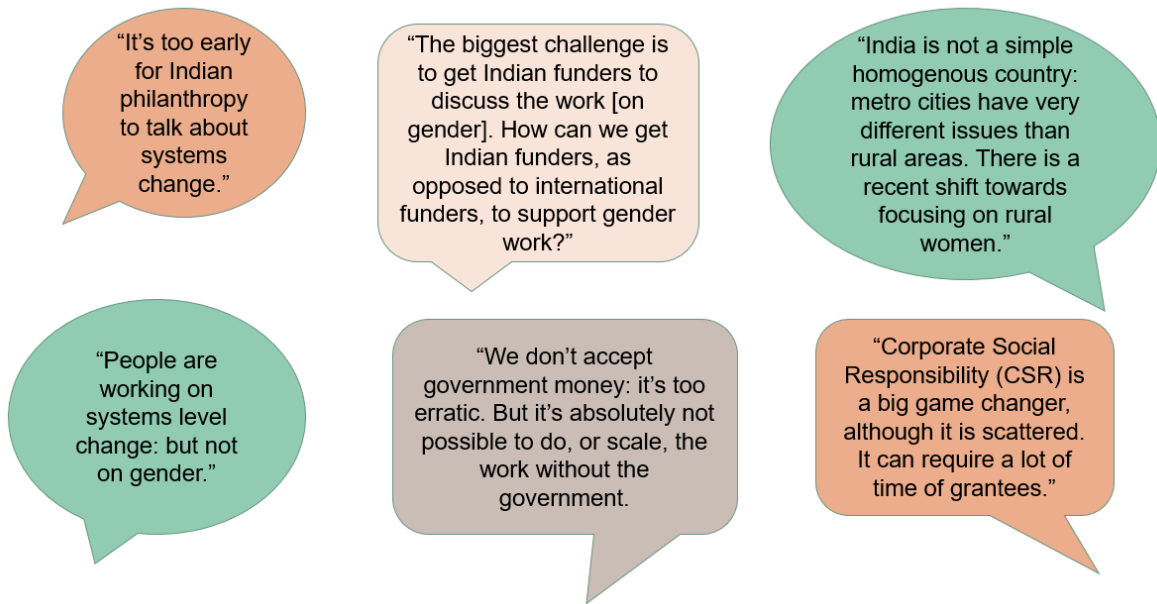 “It’s too early
for Indian
philanthropy
to talk about
systems
change.”
“The biggest challenge is
to get Indian funders to
discuss the work [on
gender]. How can we get
Indian funders, as
opposed to international
funders, to support gender
work?”
“India is not a simple
homogenous country:
metro cities have very
different issues than
rural areas. There is a
recent shift towards
focusing on rural
women.”
“People are
working on
systems level
change: but not
on gender.”
“We don’t accept
government money: it’s too
erratic. But it’s absolutely not
possible to do, or scale, the
work without the
government.
“Corporate Social
Responsibility (CSR) is
a big game changer,
although it is scattered.
It can require a lot of
time of grantees.”